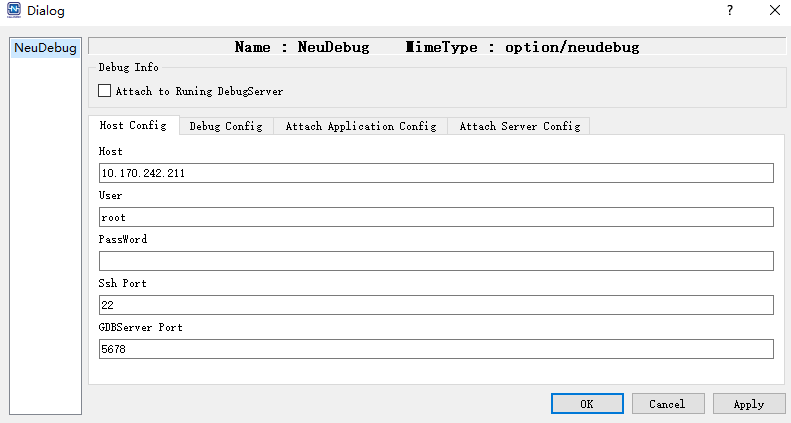 Dialog
NeuDebug
Name : NeuDebug MimeType : option/neudebug
Debug Info
Attach to Runing DebugServer
Host Config Debug Config Attach Application Config Attach Server Config
Host
10.170.242.211
User
root
PassWord
Ssh Port
22
GDBServer Port
5678
OK Cancel Apply